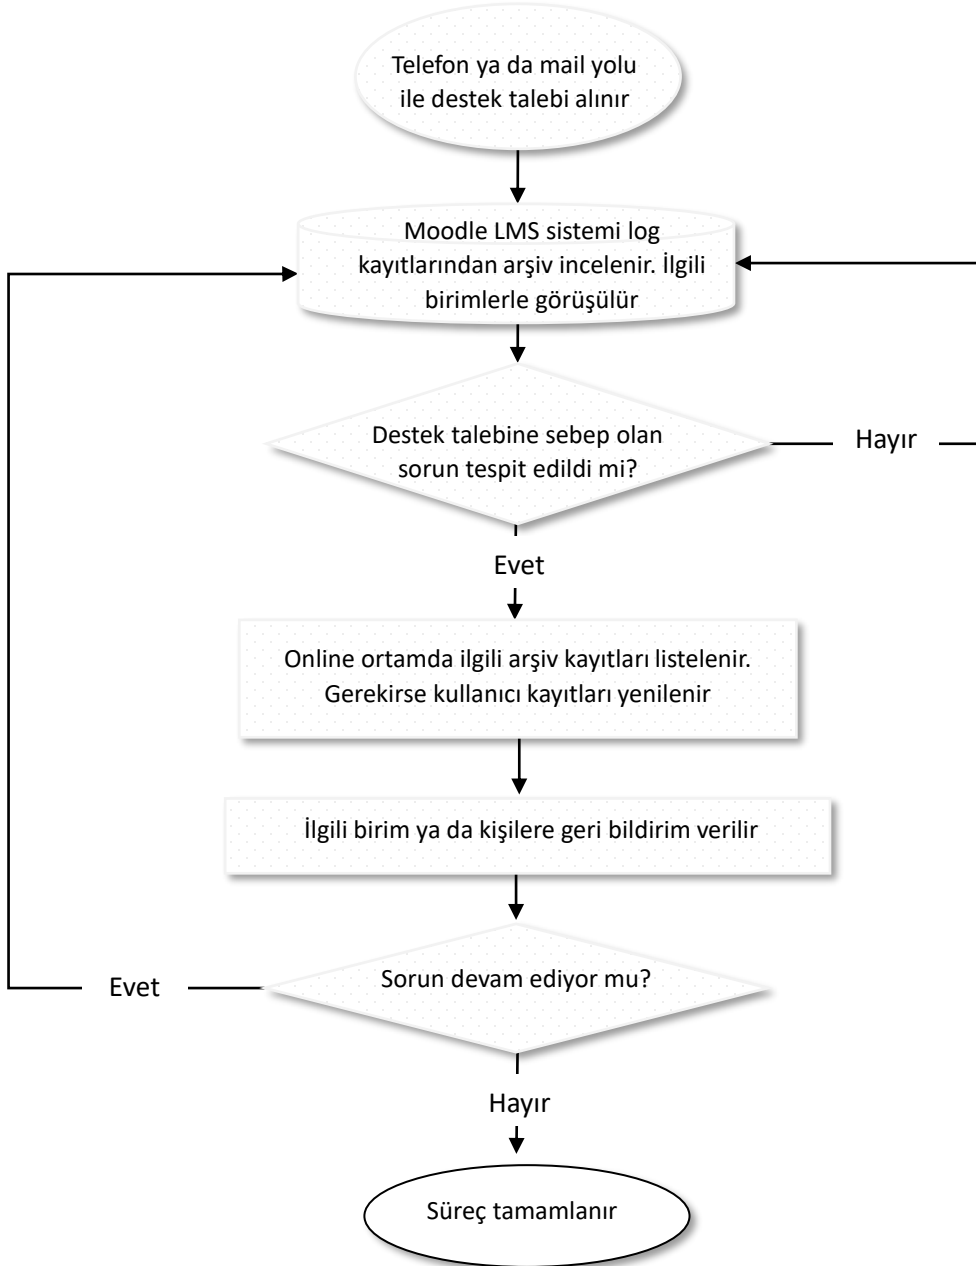 Telefon ya da mail yolu
ile destek talebi alınır
Moodle LMS sistemi log
kayıtlarından arşiv incelenir. İlgili
birimlerle görüşülür
Destek talebine sebep olan
sorun tespit edildi mi?
Hayır
Evet
Online ortamda ilgili arşiv kayıtları listelenir.
Gerekirse kullanıcı kayıtları yenilenir
İlgili birim ya da kişilere geri bildirim verilir
Sorun devam ediyor mu?
Evet
Hayır
Süreç tamamlanır